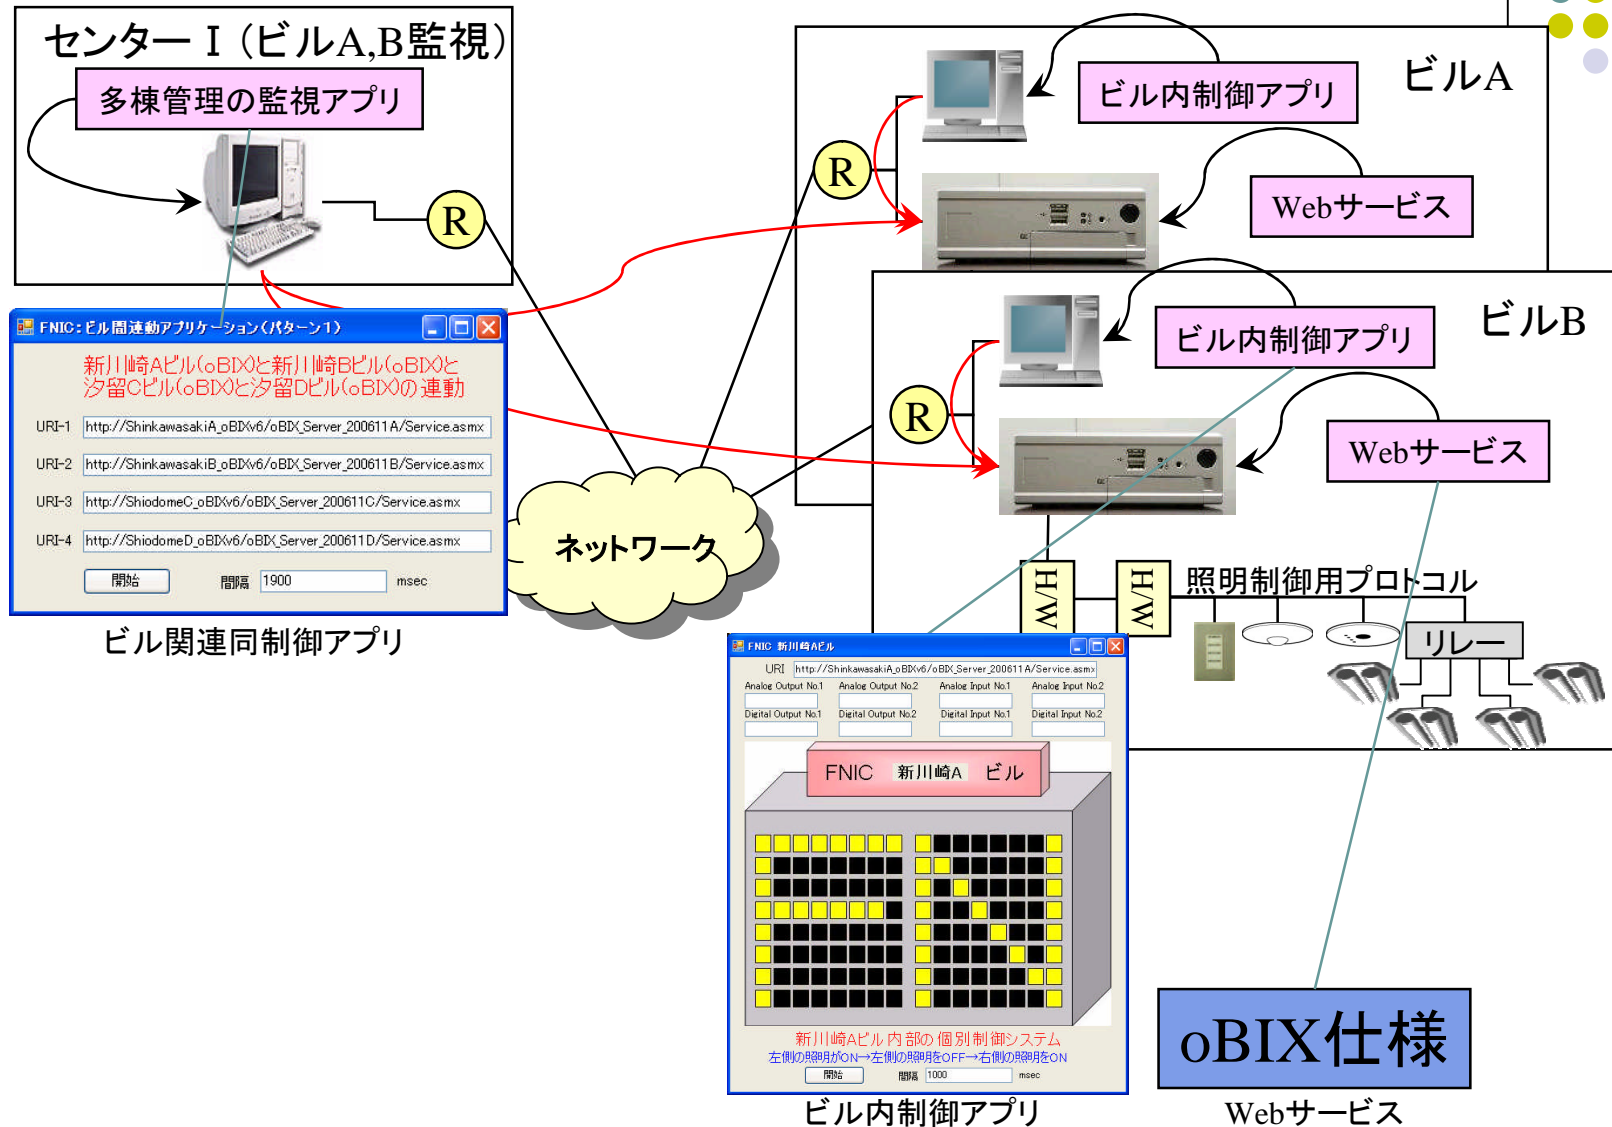 センターⅠ（ビルA,B監視）
多棟管理の監視アプリ
R
FNIC：ビル間連動アプリケーション（パターン１）
新川崎Aビル(oBIX)と新川崎Bビル(oBIX)と
汐留Cビル(oBIX)と汐留Dビル(oBIX)の連動
URI-1 http://ShinkawasakiA_oBIXv6/oBIX_Server_200611A/Service.asmx
URI-2 http://ShinkawasakiB_oBIXv6/oBIX_Server_200611B/Service.asmx
URI-3 http://ShiodomeC_oBIXv6/oBIX_Server_200611C/Service.asmx
URI-4 http://ShiodomeD_oBIXv6/oBIX_Server_200611D/Service.asmx
開始 間隔 1900 msec
ビル関連同制御アプリ
ネットワーク
ビルA
ビル内制御アプリ
R
Webサービス
ビルB
ビル内制御アプリ
R
Webサービス
H/W
H/W
照明制御用プロトコル
リレー
FNIC 新川崎Aビル
URI http://ShinkawasakiA_oBIXv6/oBIX_Server_200611A/Service.asmx
Analog Output No.1 Analog Output No.2 Analog Input No.1 Analog Input No.2
Digital Output No.1 Digital Output No.2 Digital Input No.1 Digital Input No.2
FNIC 新川崎A ビル
新川崎Aビル内部の個別制御システム
左側の照明がON→左側の照明をOFF→右側の照明をON
開始 間隔 1000 msec
ビル内制御アプリ
oBIX仕様
Webサービス